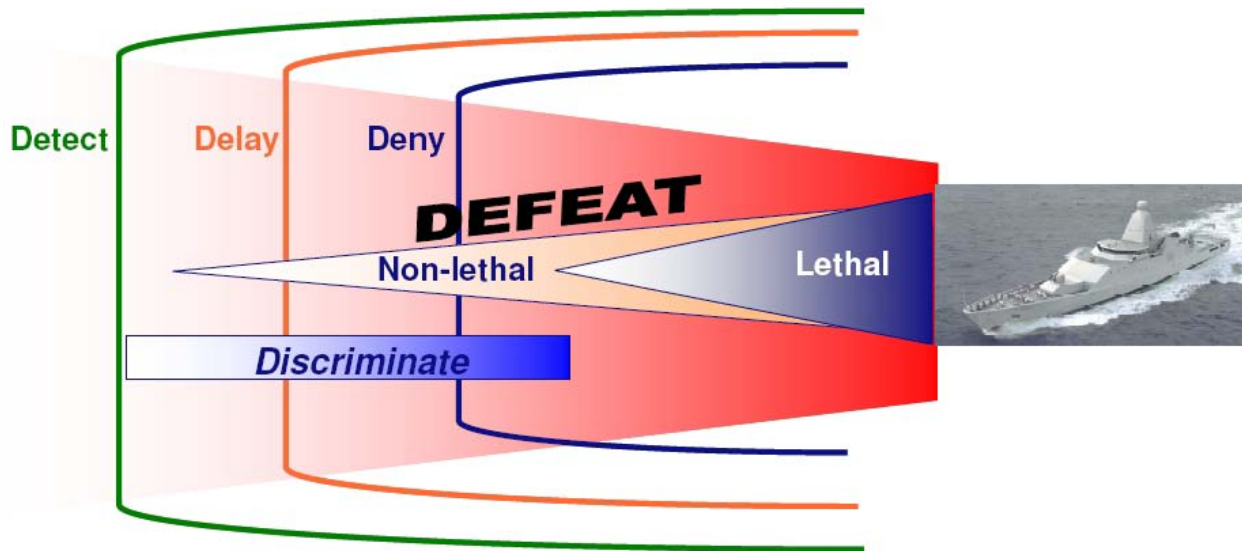 Detect
Delay
Deny
DEFEAT
Non-lethal
Lethal
Discriminate